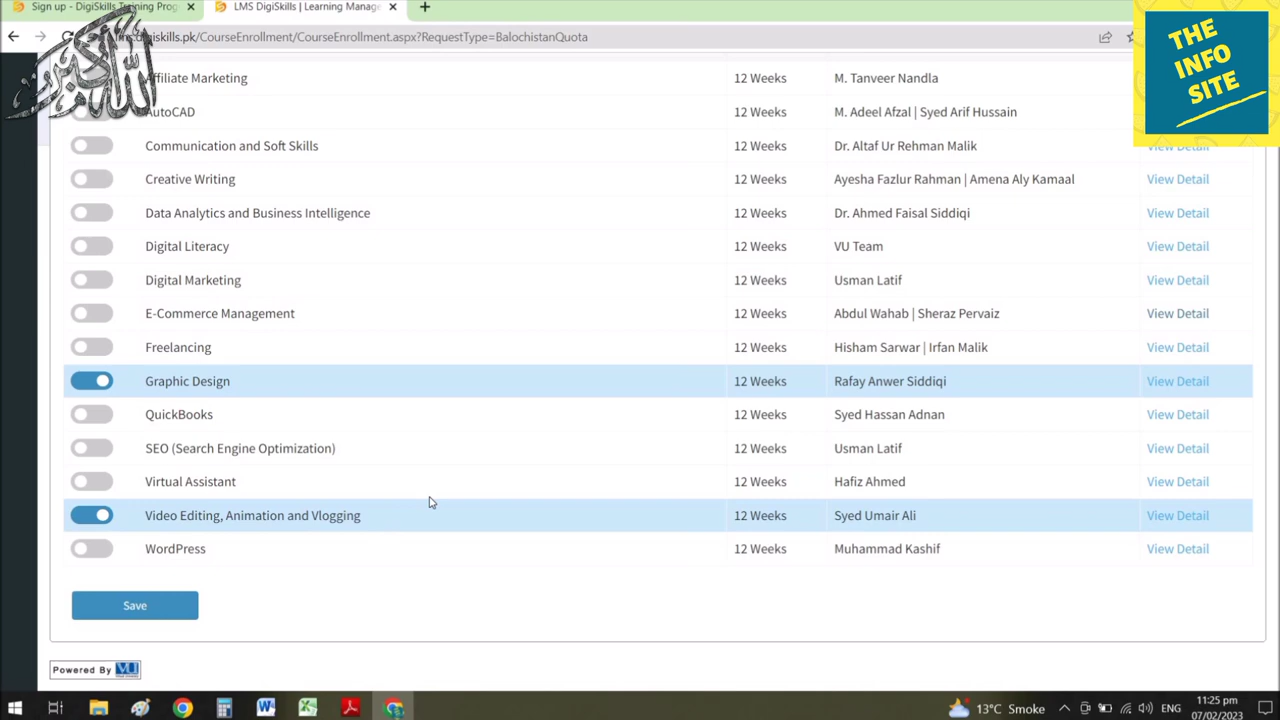 Sign up - DigiSkills Training Prog
LMS DigiSkills | Learning Manage
.digiskills.pk/CourseEnrollment/CourseEnrollment.aspx?RequestType=BalochistanQuota
THE
INFO
SITE
الله اكبر
Affiliate Marketing 12 Weeks M. Tanveer Nandla
AutoCAD 12 Weeks M. Adeel Afzal | Syed Arif Hussain
Communication and Soft Skills 12 Weeks Dr. Altaf Ur Rehman Malik View Detail
Creative Writing 12 Weeks Ayesha Fazlur Rahman | Amena Aly Kamaal View Detail
Data Analytics and Business Intelligence 12 Weeks Dr. Ahmed Faisal Siddiqi View Detail
Digital Literacy 12 Weeks VU Team View Detail
Digital Marketing 12 Weeks Usman Latif View Detail
E-Commerce Management 12 Weeks Abdul Wahab | Sheraz Pervaiz View Detail
Freelancing 12 Weeks Hisham Sarwar | Irfan Malik View Detail
Graphic Design 12 Weeks Rafay Anwer Siddiqi View Detail
QuickBooks 12 Weeks Syed Hassan Adnan View Detail
SEO (Search Engine Optimization) 12 Weeks Usman Latif View Detail
Virtual Assistant 12 Weeks Hafiz Ahmed View Detail
Video Editing, Animation and Vlogging 12 Weeks Syed Umair Ali View Detail
WordPress 12 Weeks Muhammad Kashif View Detail
Save
Powered By VU
13°C Smoke ENG 11:25 pm
07/02/2023